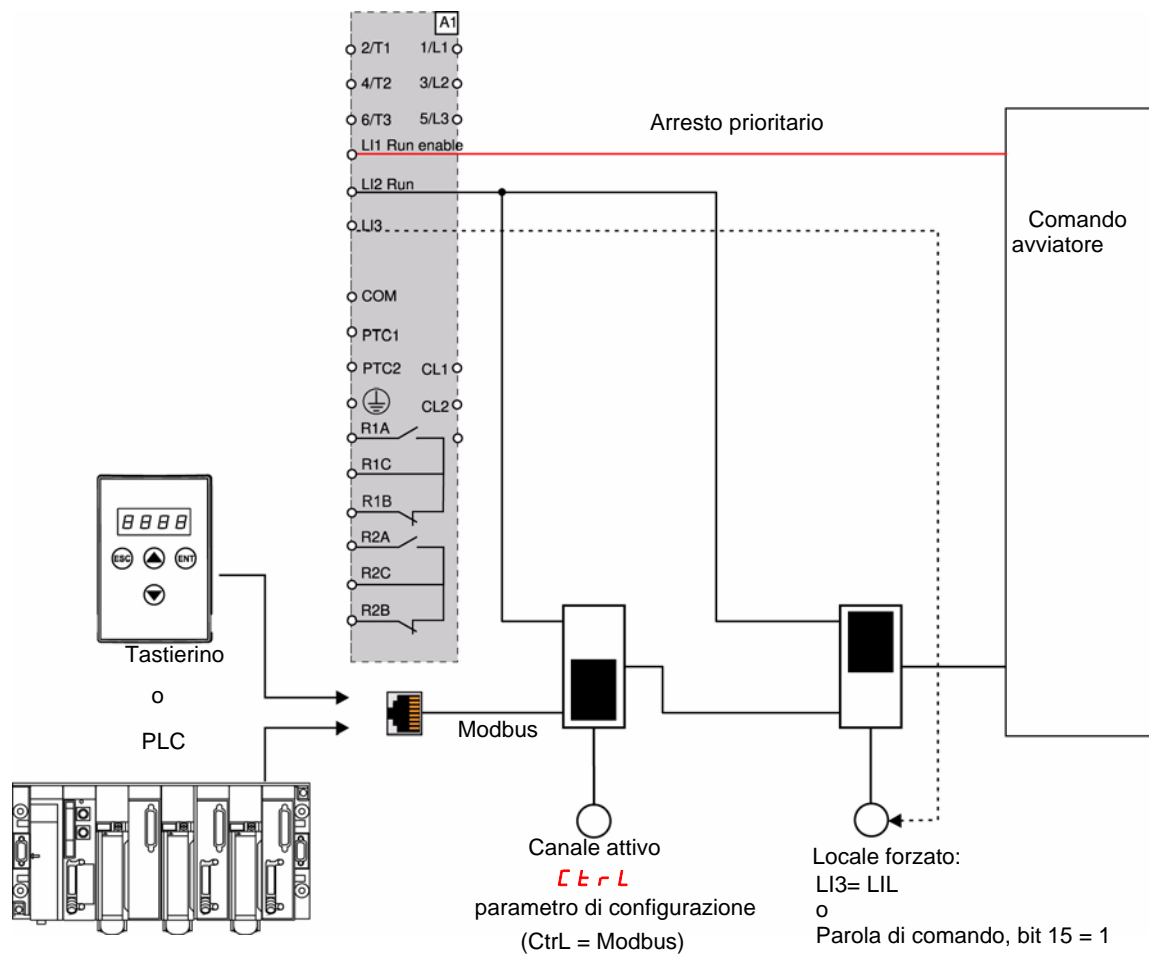 A1
2/T1 1/L1
4/T2 3/L2
6/T3 5/L3
Arresto prioritario
LI1 Run enable
LI2 Run
LI3
Comando
avviatore
COM
PTC1
PTC2 CL1
CL2
R1A
R1C
R1B
R2A
R2C
R2B
8888
ESC ENT
Tastierino
o
PLC
Modbus
Canale attivo
CtrL
parametro di configurazione
(CtrL = Modbus)
Locale forzato:
LI3= LIL
o
Parola di comando, bit 15 = 1